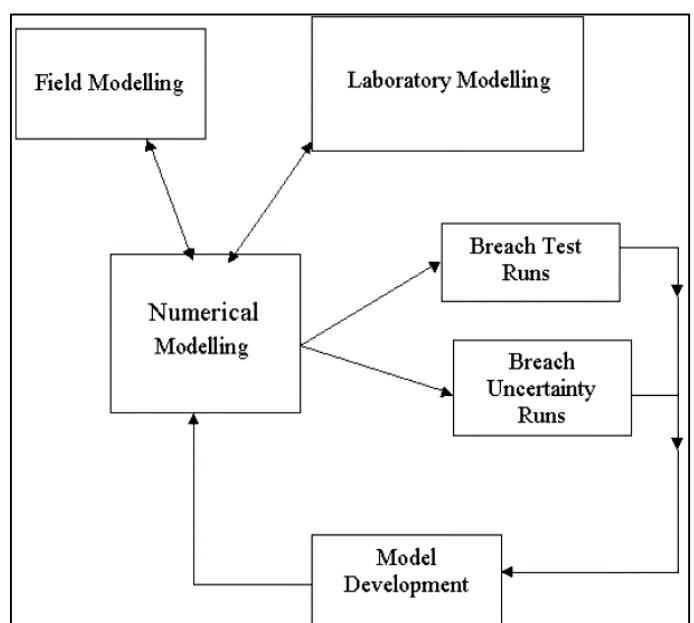 Field Modelling
Laboratory Modelling
Breach Test
Runs
Numerical
Modelling
Breach
Uncertainty
Runs
Model
Development